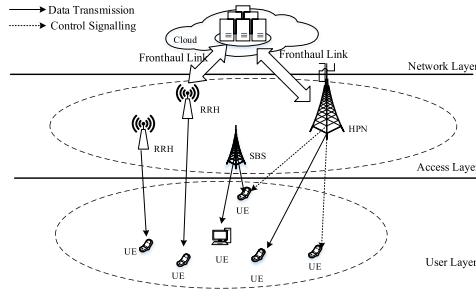 Data Transmission
Control Signalling
Cloud
Fronthaul Link
Fronthaul Link
Network Layer
RRH
RRH
HPN
SBS
Access Layer
UE
UE
UE
UE
UE
UE
User Layer